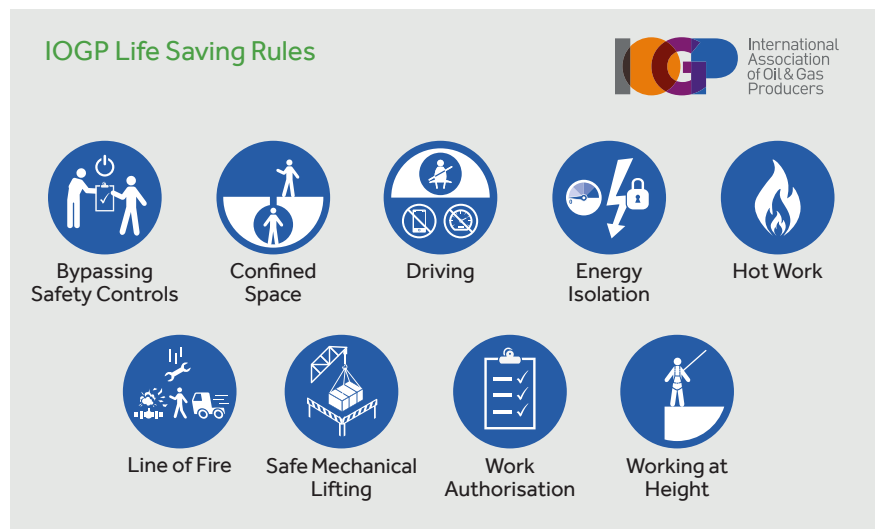 IOGP Life Saving Rules
IOGP
International
Association
of Oil & Gas
Producers
Bypassing
Safety Controls
Confined
Space
Driving
Energy
Isolation
Hot Work
Line of Fire
Safe Mechanical
Lifting
Work
Authorisation
Working at
Height